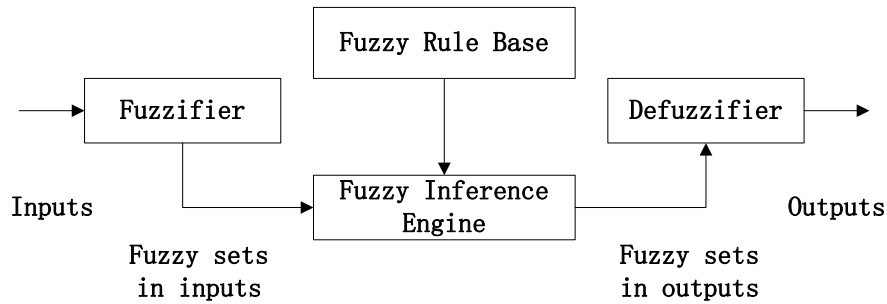 Fuzzy Rule Base
Fuzzifier
Defuzzifier
Inputs
Fuzzy Inference
Engine
Outputs
Fuzzy sets
in inputs
Fuzzy sets
in outputs